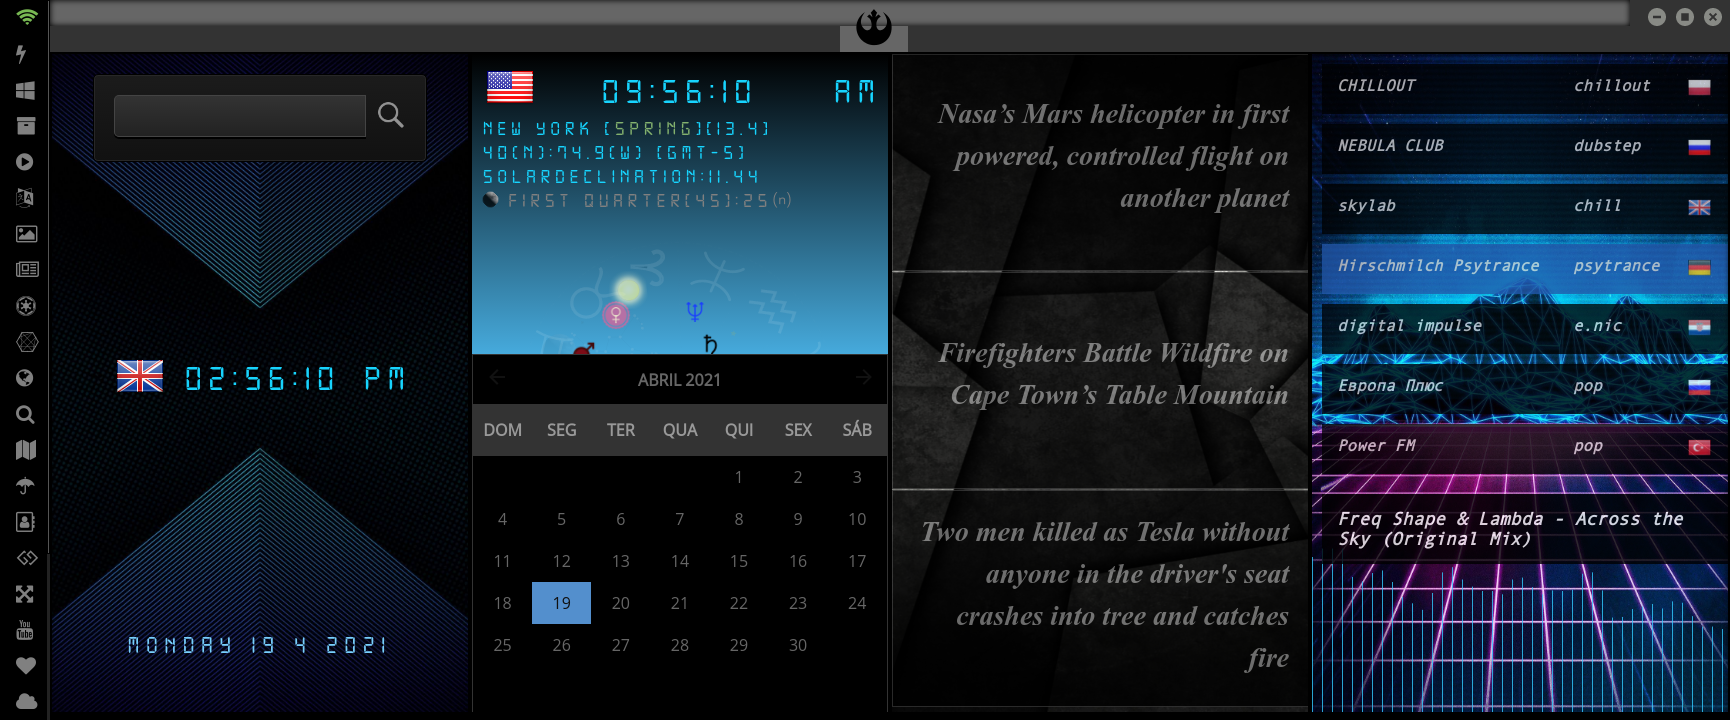 02:56:10 PM
MONDAY 19 4 2021
09:56:10 AM
NEW YORK [SPRING][13.4]
40(N):74.9(W) [GMT-5]
SOLARDECLINATION:11.44
FIRST QUARTER[45]:25(n)
ABRIL 2021
DOM SEG TER QUA QUI SEX SÁB
1 2 3
4 5 6 7 8 9 10
11 12 13 14 15 16 17
18 19 20 21 22 23 24
25 26 27 28 29 30
Nasa’s Mars helicopter in first
powered, controlled flight on
another planet
Firefighters Battle Wildfire on
Cape Town’s Table Mountain
Two men killed as Tesla without
anyone in the driver's seat
crashes into tree and catches
fire
CHILLOUT chillout
NEBULA CLUB dubstep
skylab chill
Hirschmilch Psytrance psytrance
digital impulse e.nic
Европа Плюс pop
Power FM pop
Freq Shape & Lambda - Across the
Sky (Original Mix)
You
Tube